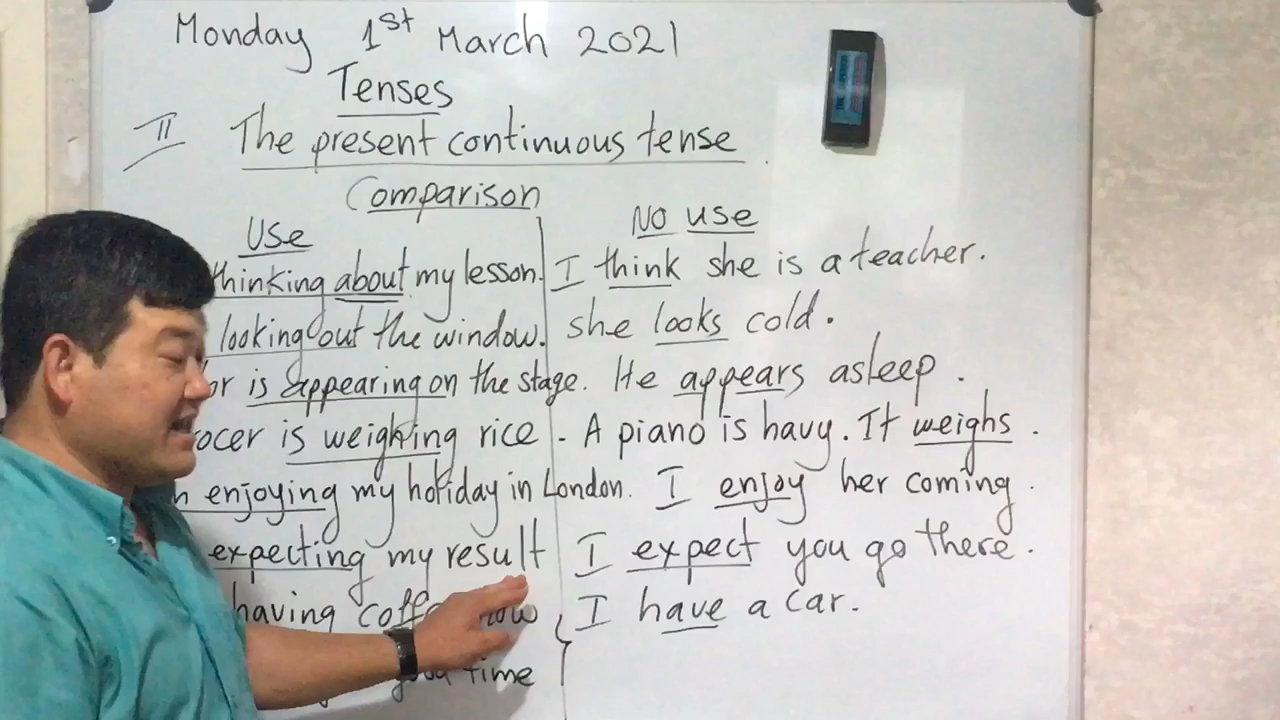 Monday 1st March 2021
Tenses
II The present continuous tense
Comparison
Use
No use
thinking about my lesson. I think she is a teacher.
looking out the window. she looks cold.
or is appearing on the stage. He appears asleep.
ocer is weighing rice. A piano is havy. It weighs.
enjoying my holiday in London. I enjoy her coming.
expecting my result I expect you go there.
having I have a car.
time